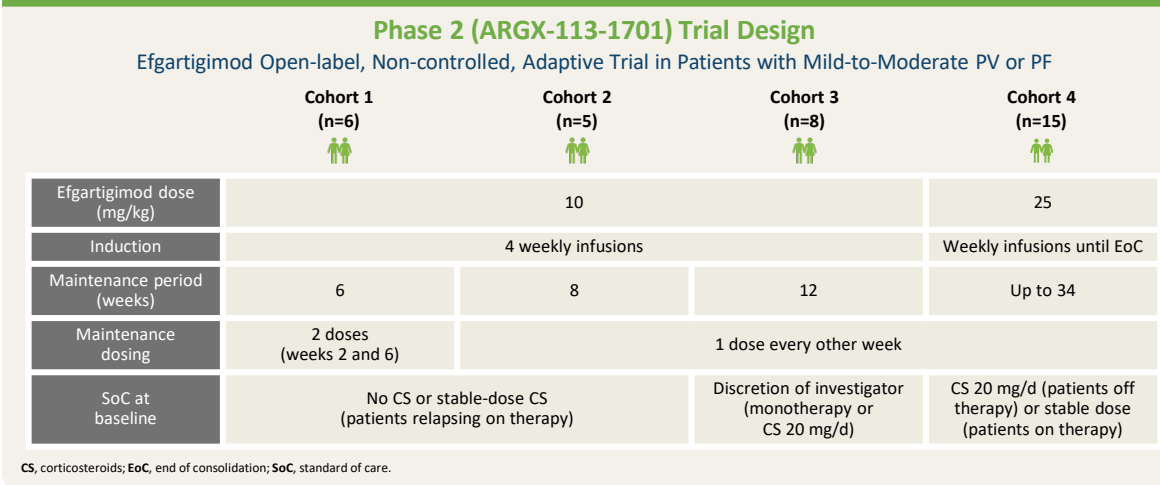 Phase 2 (ARGX-113-1701) Trial Design
Efgartigimod Open-label, Non-controlled, Adaptive Trial in Patients with Mild-to-Moderate PV or PF
Cohort 1
(n=6)
Cohort 2
(n=5)
Cohort 3
(n=8)
Cohort 4
(n=15)
Efgartigimod dose
(mg/kg)
10
25
Induction
4 weekly infusions
Weekly infusions until EoC
Maintenance period
(weeks)
6
8
12
Up to 34
Maintenance
dosing
2 doses
(weeks 2 and 6)
1 dose every other week
SoC at
baseline
No CS or stable-dose CS
(patients relapsing on therapy)
Discretion of investigator
(monotherapy or
CS 20 mg/d)
CS 20 mg/d (patients off
therapy) or stable dose
(patients on therapy)
CS, corticosteroids; EoC, end of consolidation; SoC, standard of care.